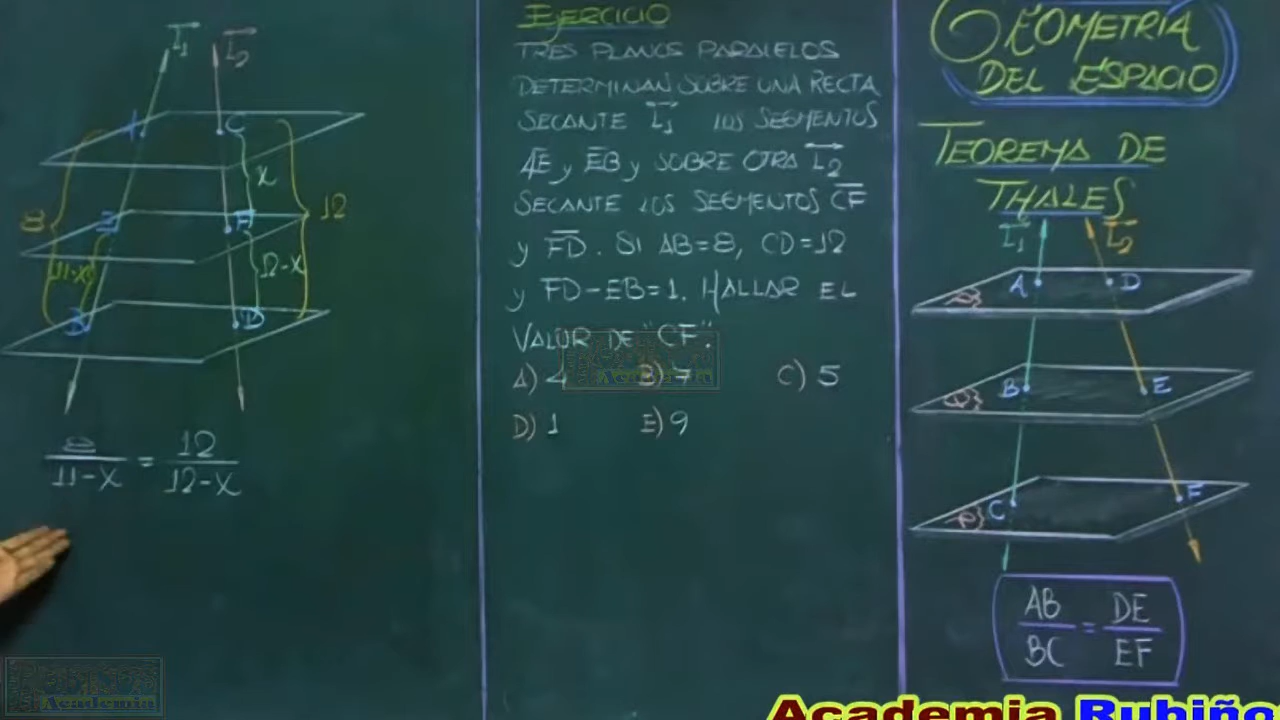 L1 L2
A C
x
8 12
E F
11-x 12-x
B D
8/(11-x) = 12/(12-x)
EJERCICIO
TRES PLANOS PARALELOS
DETERMINAN SOBRE UNA RECTA
SECANTE L1 LOS SEGMENTOS
AE y EB y SOBRE OTRA L2
SECANTE LOS SEGMENTOS CF
y FD. SI AB=8, CD=12
y FD-EB=1. HALLAR EL
VALOR DE "CF".
A) 4 B) 7 C) 5
D) 1 E) 9
GEOMETRIA
DEL ESPACIO
TEOREMA DE
THALES
L1 L2
A D
B E
C F
AB/BC = DE/EF
Academia
Academia
Academia Rubiño